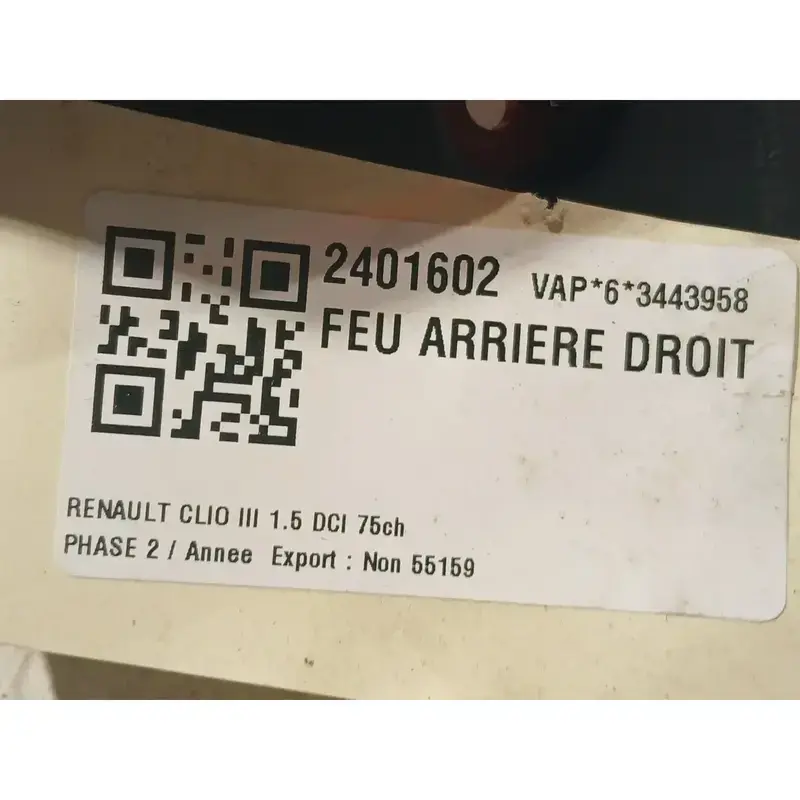 2401602 VAP*6*3443958
FEU ARRIERE DROIT
RENAULT CLIO III 1.5 DCI 75ch
PHASE 2 / Annee Export : Non 55159